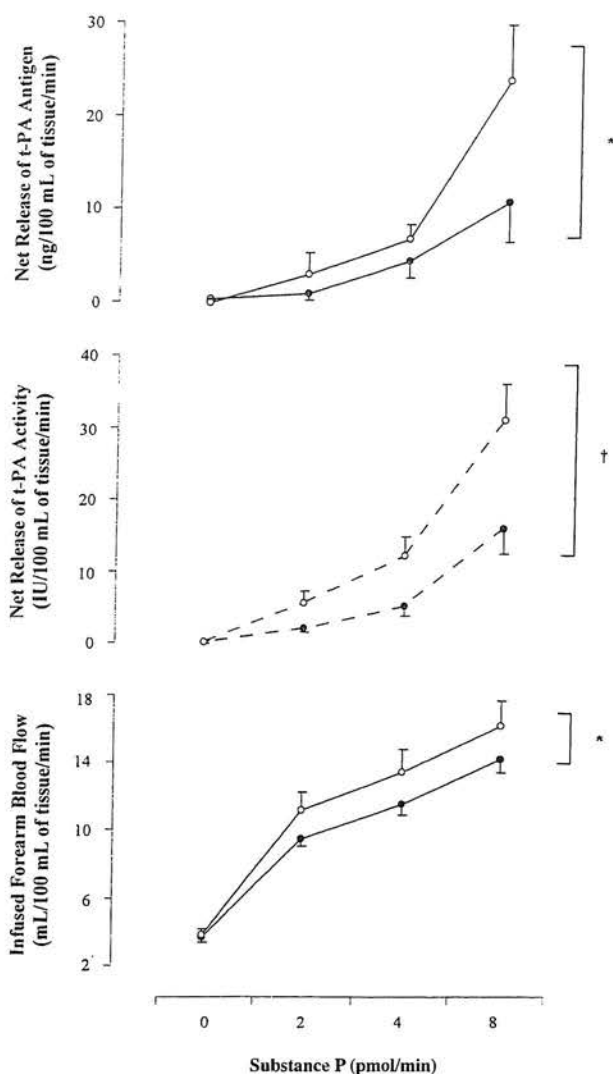 Net Release of t-PA Antigen
(ng/100 mL of tissue/min)
30
20
10
0
*
Net Release of t-PA Activity
(IU/100 mL of tissue/min)
40
30
20
10
0
†
Infused Forearm Blood Flow
(mL/100 mL of tissue/min)
18
14
10
6
2
*
0 2 4 8
Substance P (pmol/min)